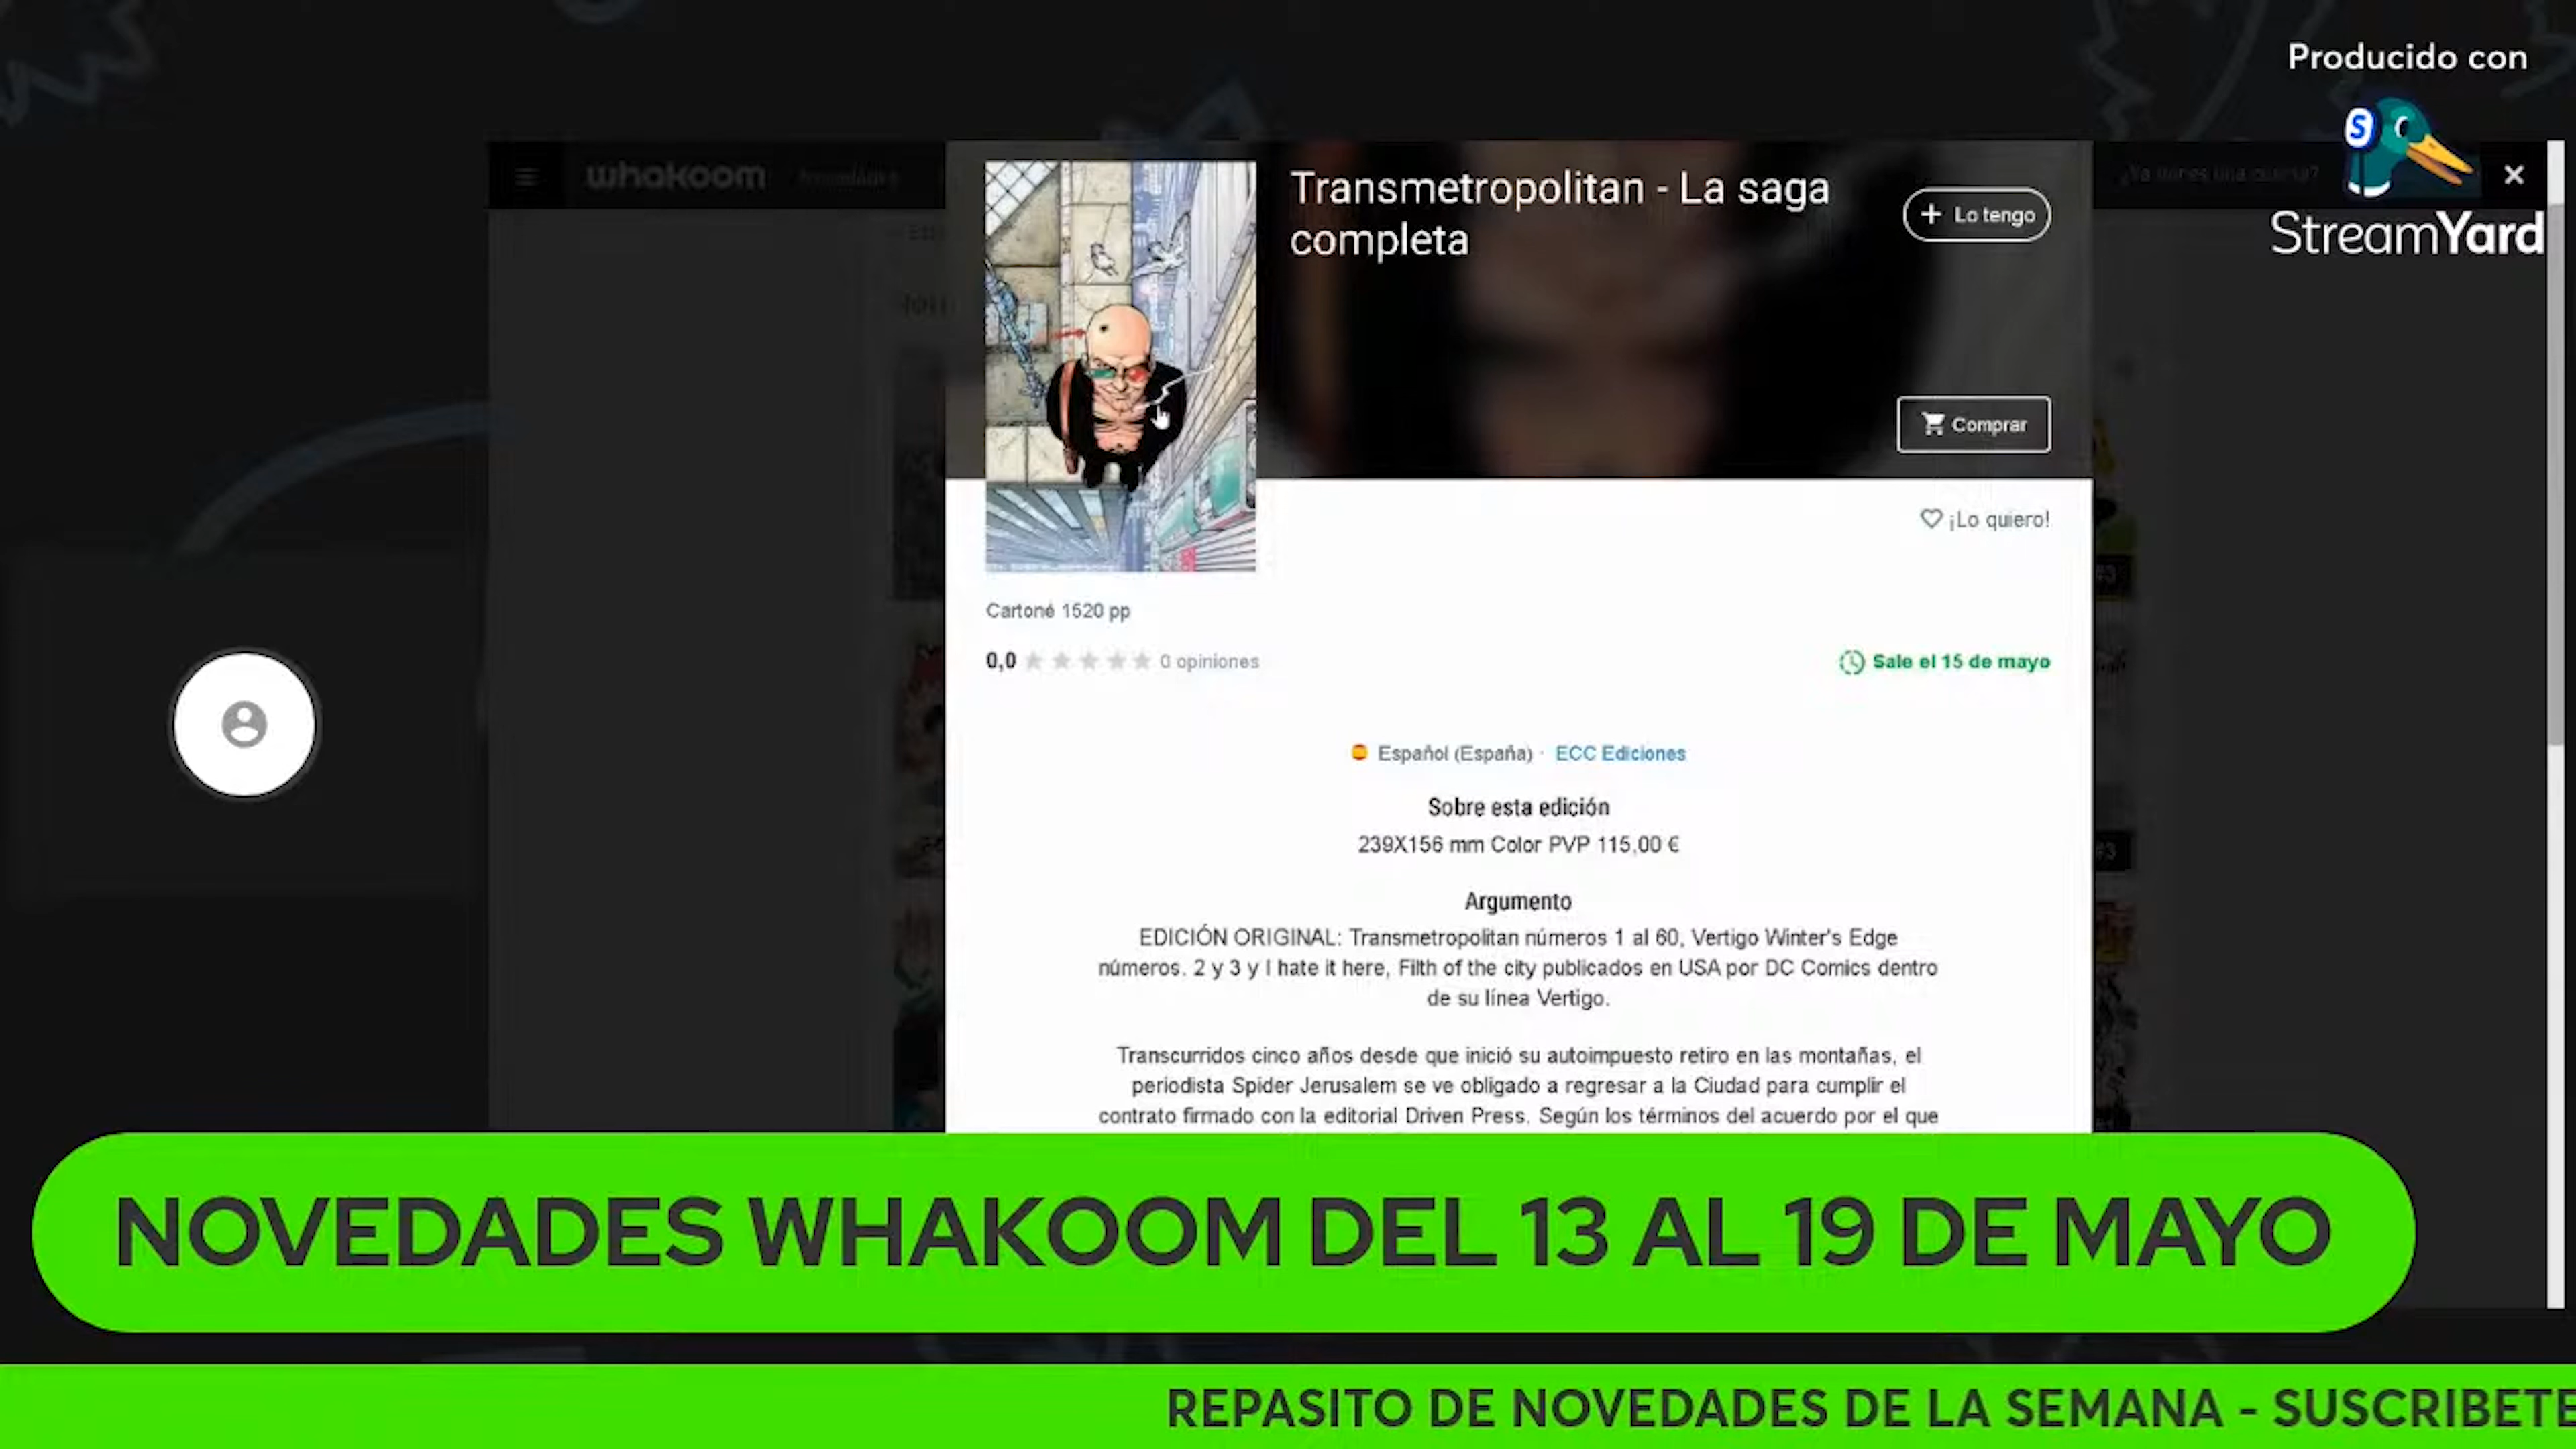 Producido con
whakoom
¿Ya tienes una cuenta?
StreamYard
Transmetropolitan - La saga
completa
Lo tengo
Comprar
¡Lo quiero!
Cartoné 1520 pp
0,0
0 opiniones
Sale el 15 de mayo
Español (España) · ECC Ediciones
Sobre esta edición
239X156 mm Color PVP 115,00 €
Argumento
EDICIÓN ORIGINAL: Transmetropolitan números 1 al 60, Vertigo Winter's Edge
números. 2 y 3 y I hate it here, Filth of the city publicados en USA por DC Comics dentro
de su línea Vertigo.
Transcurridos cinco años desde que inició su autoimpuesto retiro en las montañas, el
periodista Spider Jerusalem se ve obligado a regresar a la Ciudad para cumplir el
contrato firmado con la editorial Driven Press. Según los términos del acuerdo por el que
#3
#3
NOVEDADES WHAKOOM DEL 13 AL 19 DE MAYO
REPASITO DE NOVEDADES DE LA SEMANA - SUSCRIBETE